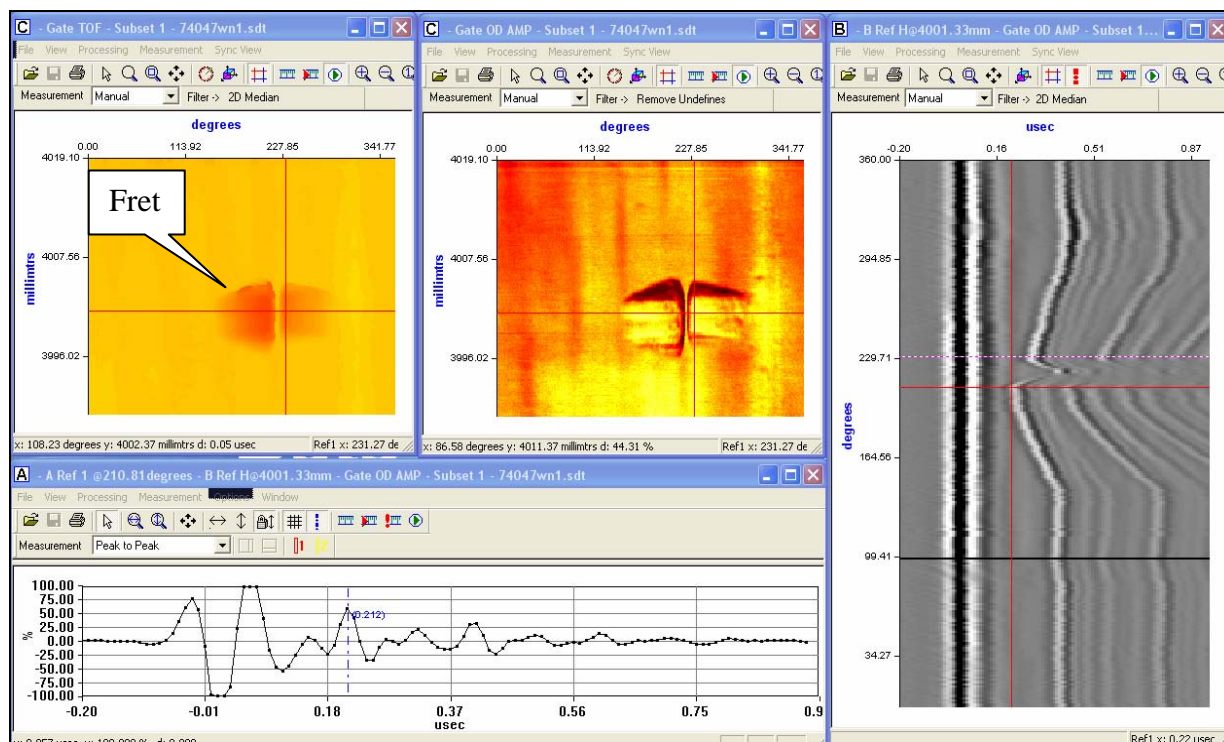 C - Gate TOF - Subset 1 - 74047wn1.sdt
File View Processing Measurement Sync View
Measurement Manual Filter -> 2D Median
degrees
0.00 113.92 227.85 341.77
4019.10
Fret
4007.56
millimtrs
3996.02
x: 108.23 degrees y: 4002.37 millimtrs d: 0.05 usec Ref1 x: 231.27 de
C - Gate OD AMP - Subset 1 - 74047wn1.sdt
File View Processing Measurement Sync View
Measurement Manual Filter -> Remove Undefines
degrees
0.00 113.92 227.85 341.77
4019.10
4007.56
millimtrs
3996.02
x: 86.58 degrees y: 4011.37 millimtrs d: 44.31 % Ref1 x: 231.27 de
B - B Ref H@4001.33mm - Gate OD AMP - Subset 1...
File View Processing Measurement Sync View
Measurement Manual Filter -> 2D Median
usec
-0.20 0.16 0.51 0.87
360.00
294.85
229.71
degrees
164.56
99.41
34.27
Ref1 x: 0.22 usec
A - A Ref 1 @210.81degrees - B Ref H@4001.33mm - Gate OD AMP - Subset 1 - 74047wn1.sdt
File View Processing Measurement Options Window
Measurement Peak to Peak 1
100.00
75.00
50.00
(0.212)
25.00
%
0.00
-25.00
-50.00
-75.00
-100.00
-0.20 -0.01 0.18 0.37 0.56 0.75 0.9
usec